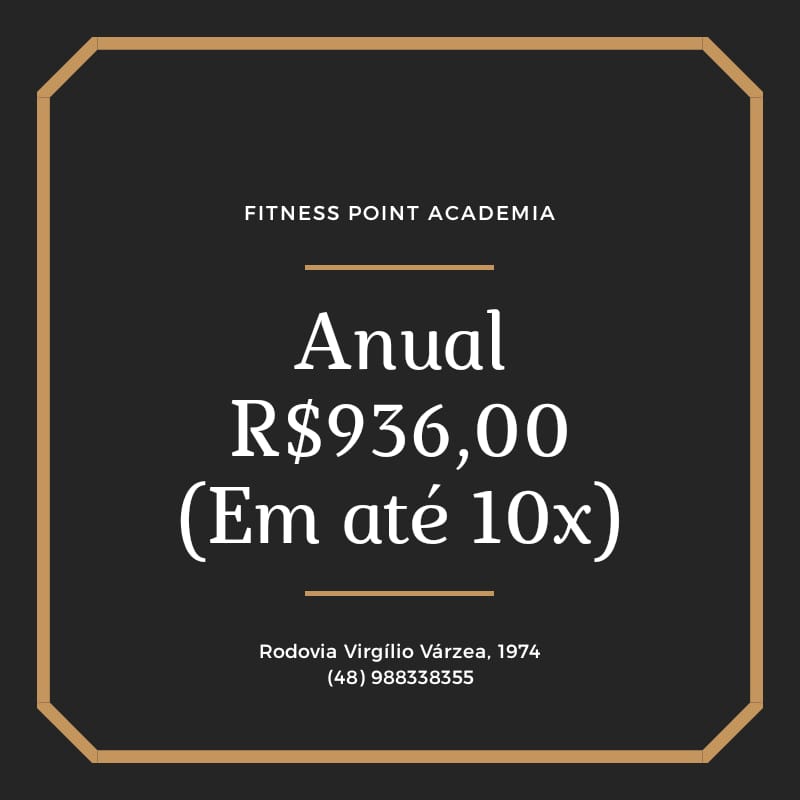 FITNESS POINT ACADEMIA
Anual
R$936,00
(Em até 10x)
Rodovia Virgílio Várzea, 1974
(48) 988338355